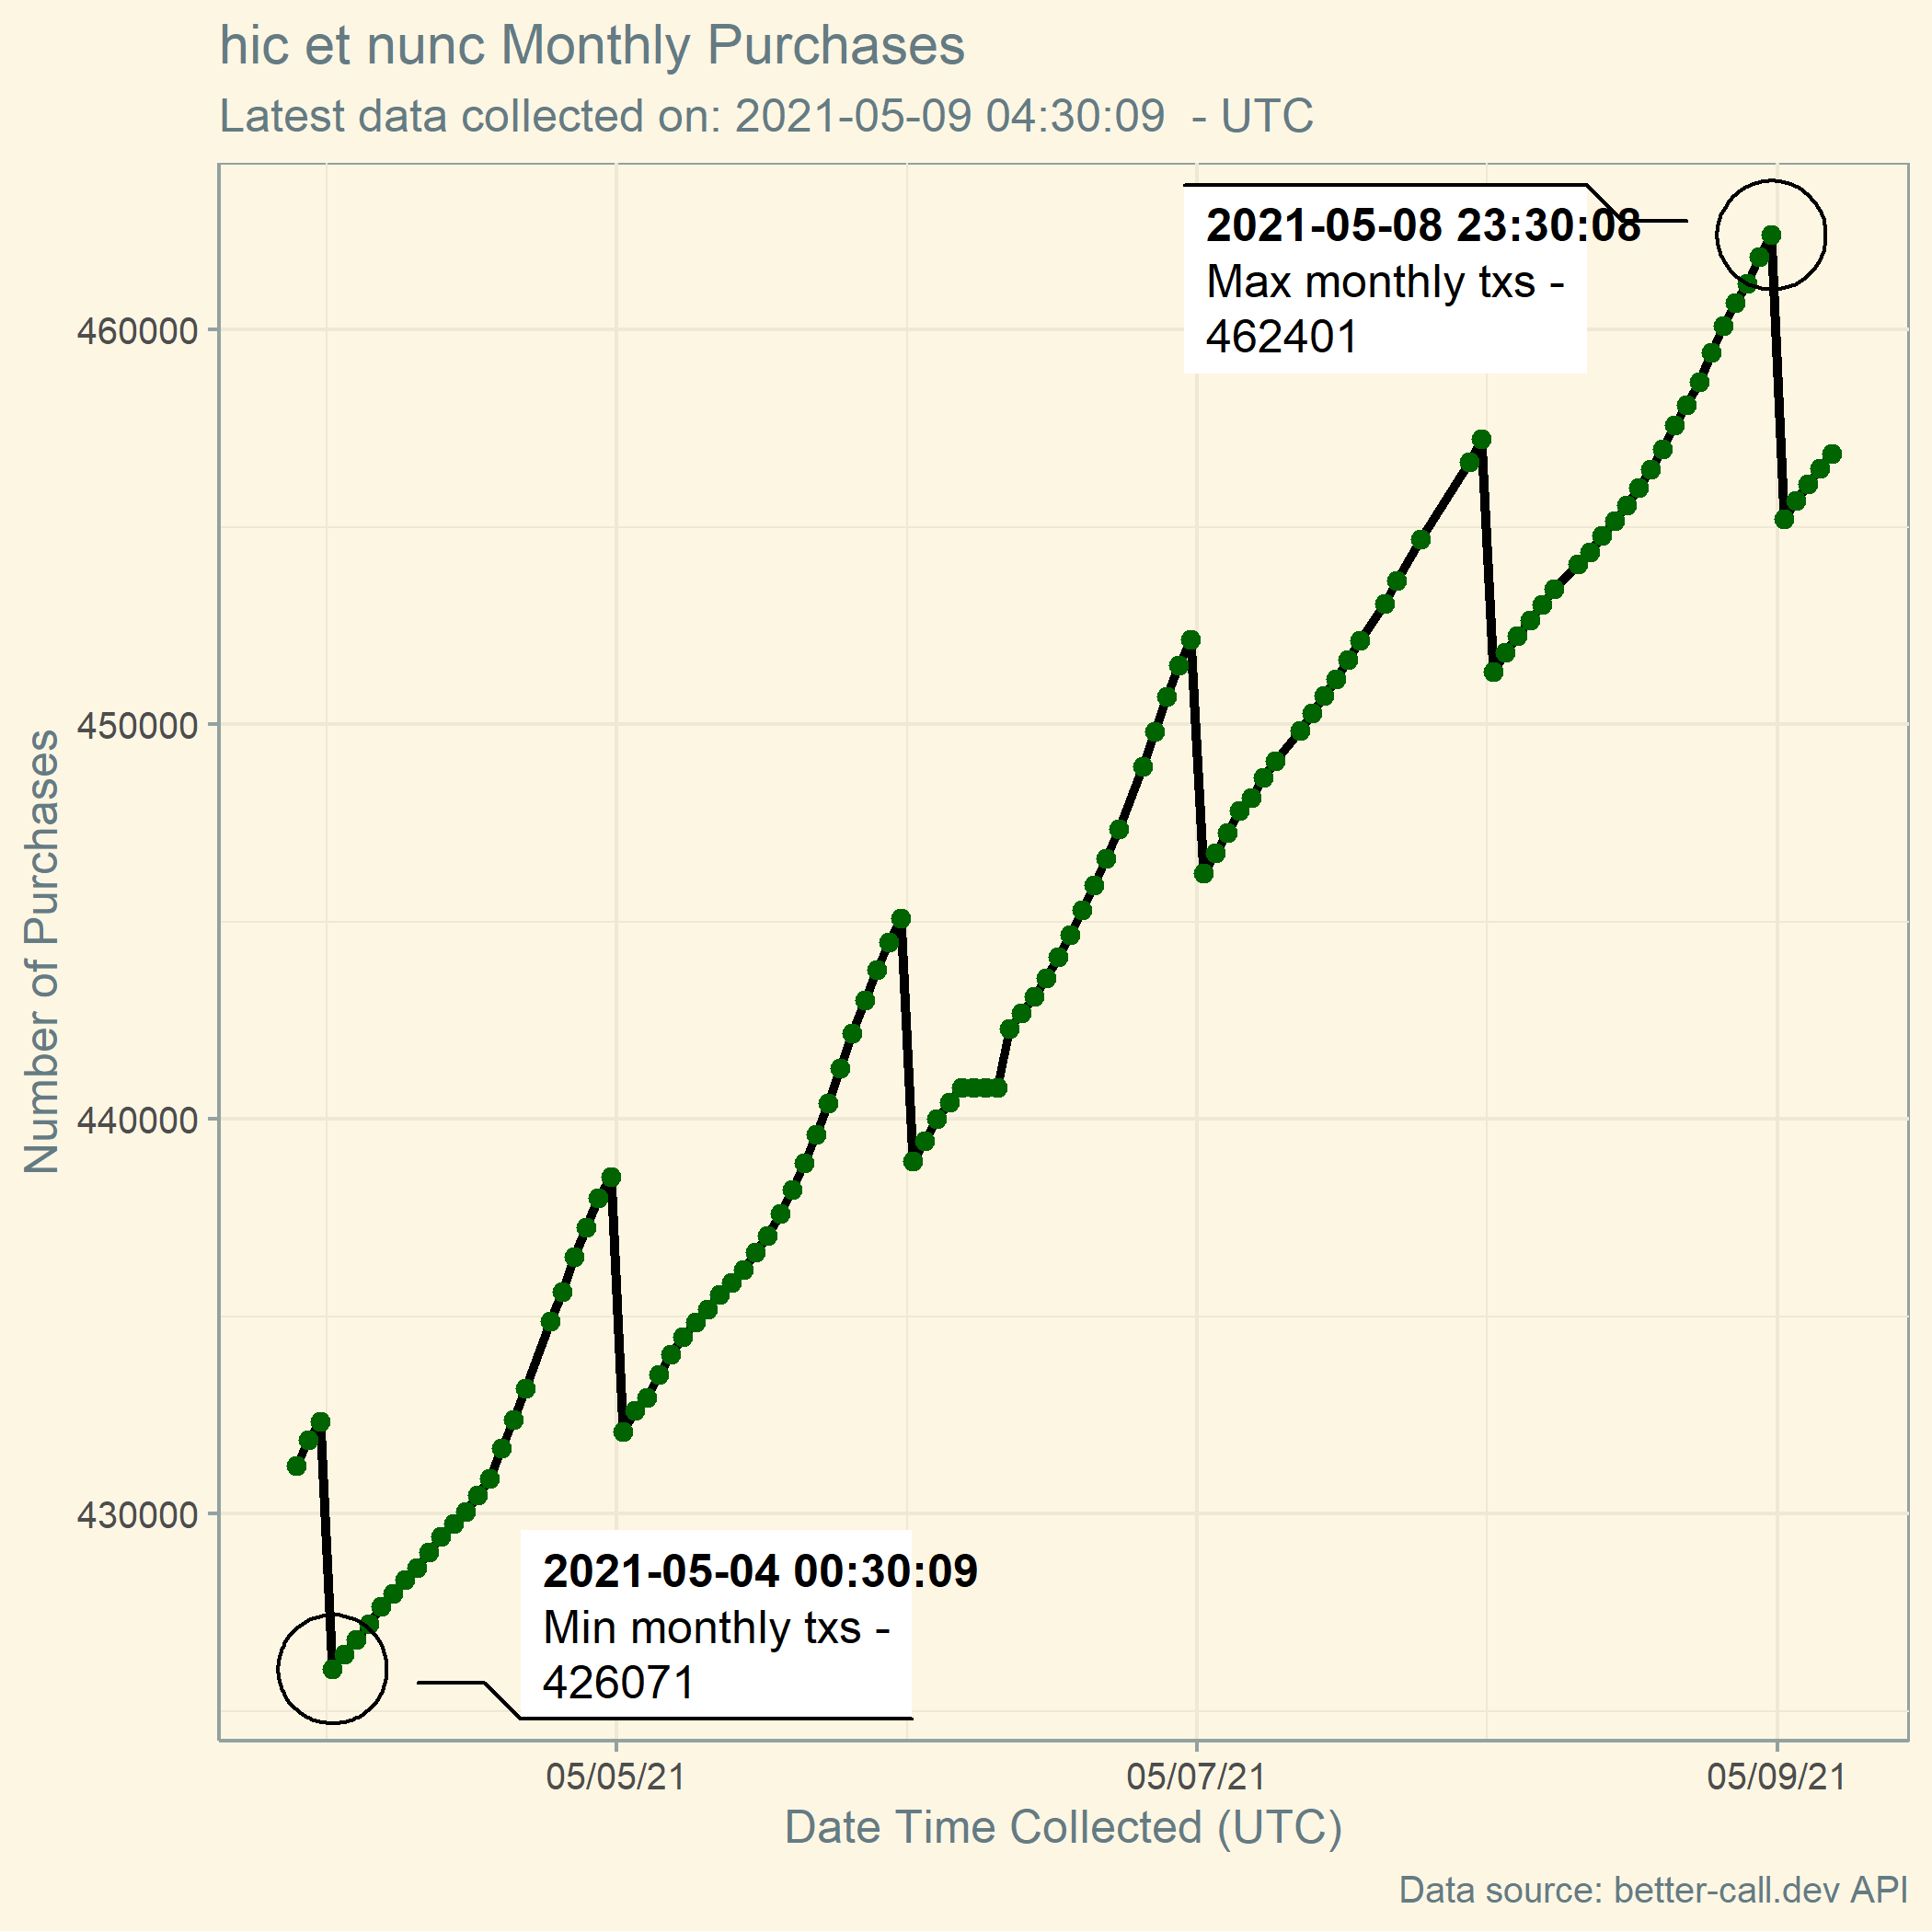 hic et nunc Monthly Purchases
Latest data collected on: 2021-05-09 04:30:09  - UTC
2021-05-08 23:30:08
Max monthly txs -
462401
460000
450000
440000
430000
Number of Purchases
2021-05-04 00:30:09
Min monthly txs -
426071
05/05/21
05/07/21
05/09/21
Date Time Collected (UTC)
Data source: better-call.dev API